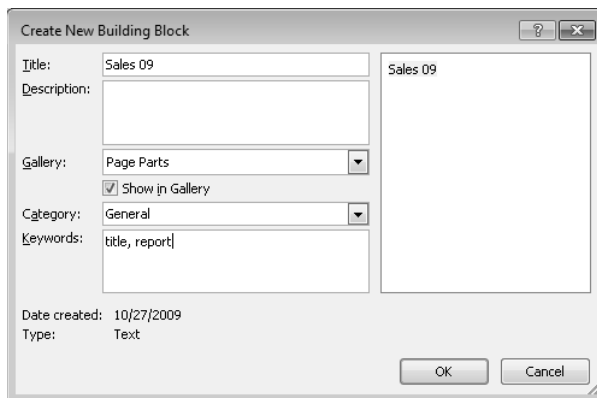 Create New Building Block
Title: Sales 09
Description:
Gallery: Page Parts
Show in Gallery
Category: General
Keywords: title, report
Date created: 10/27/2009
Type: Text
Sales 09
OK Cancel